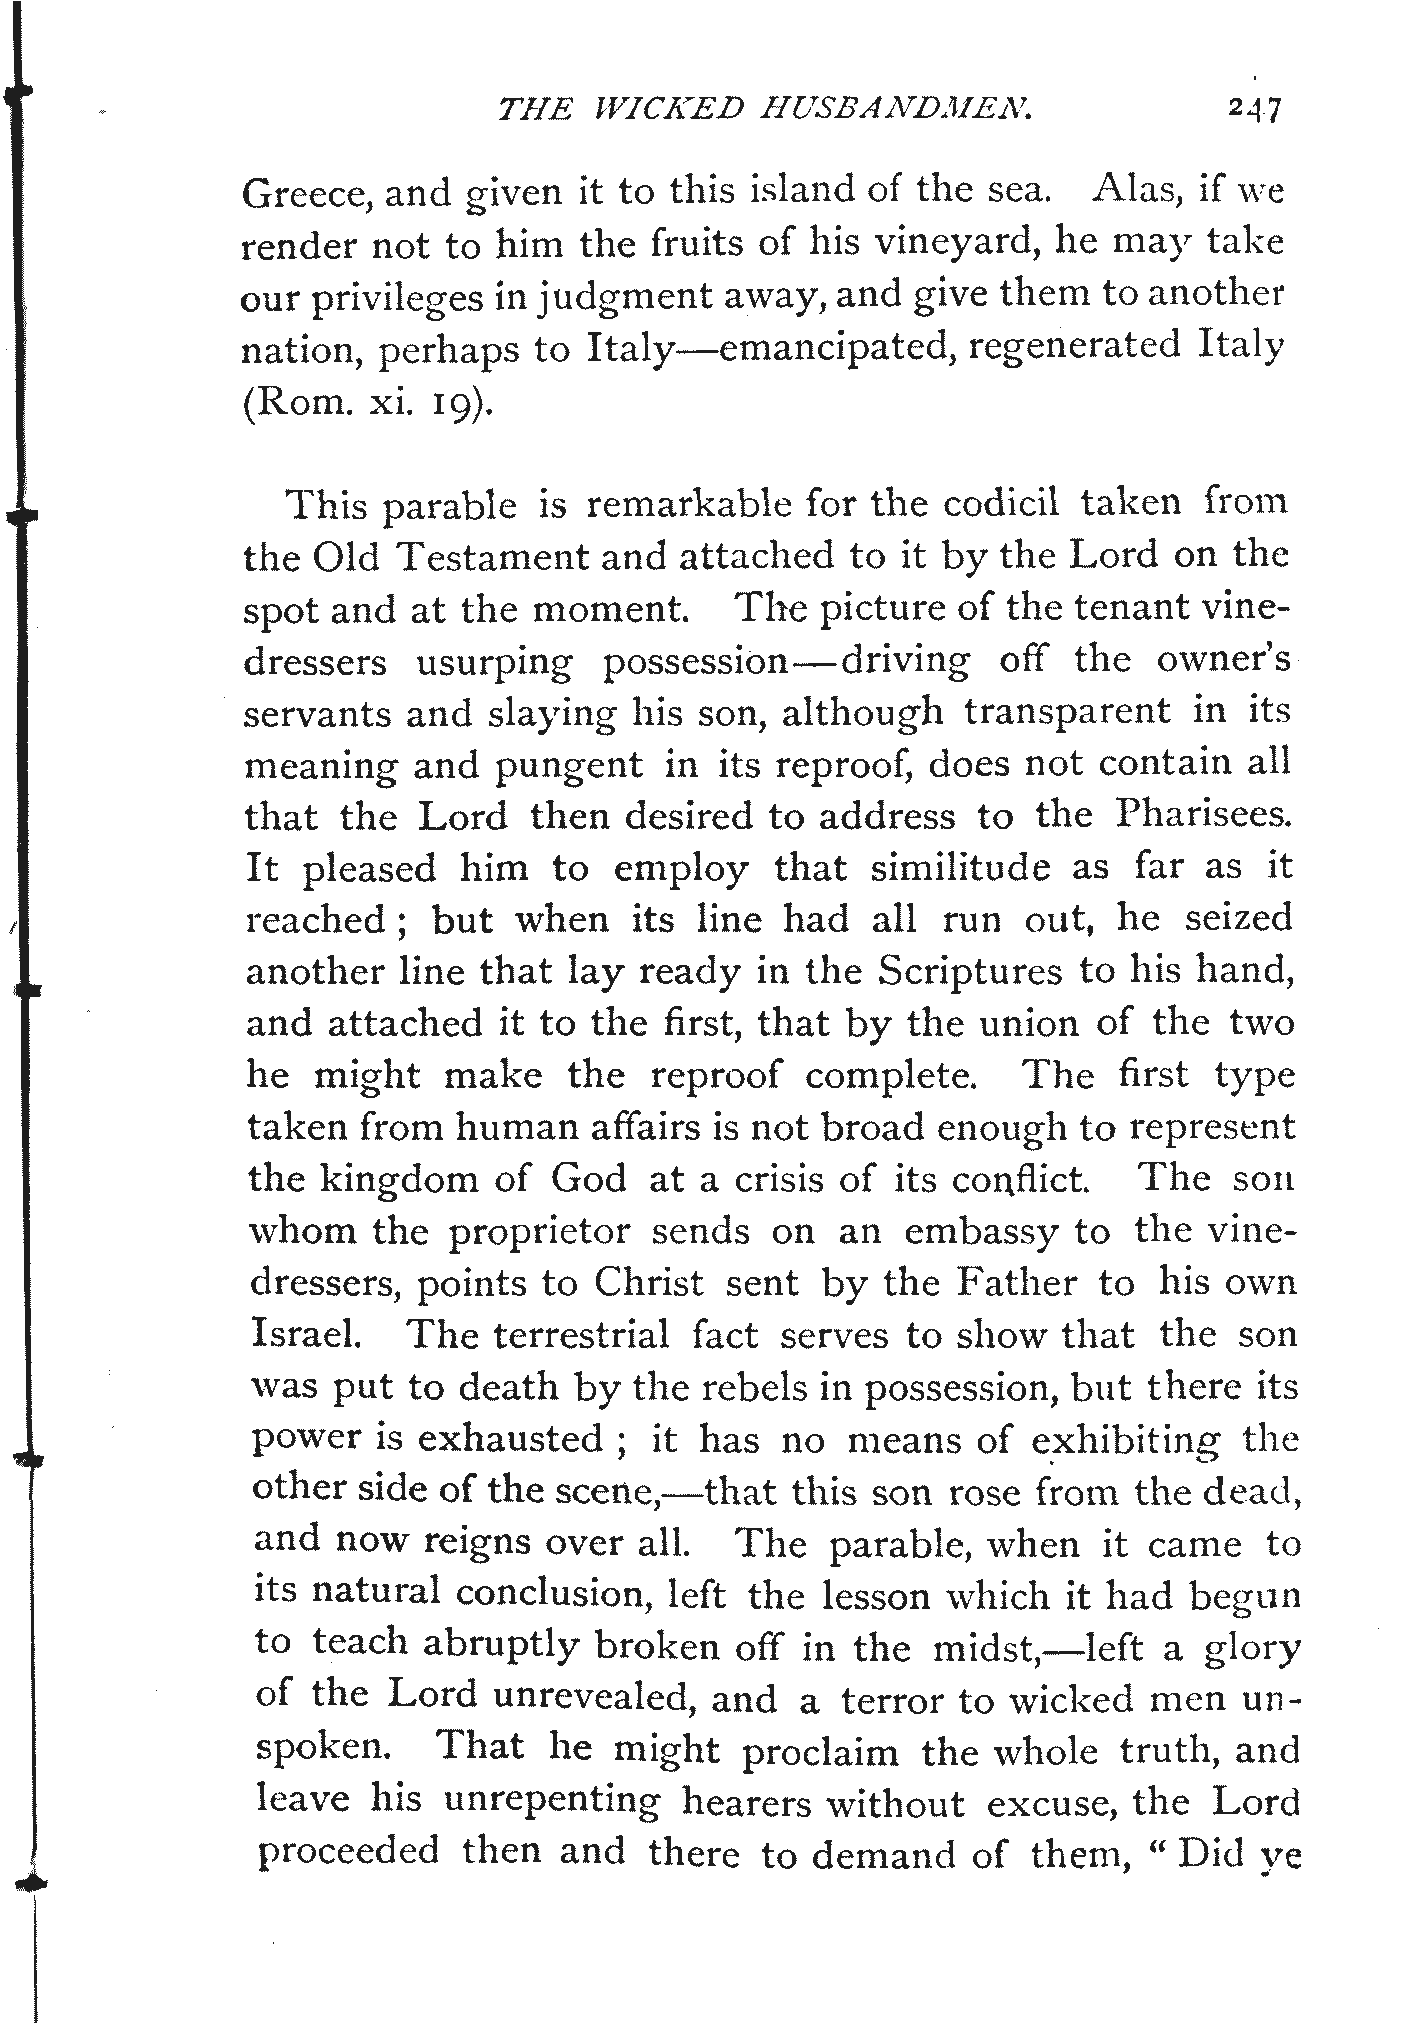 THE WICKED HUSBANDMEN. 247
Greece, and given it to this island of the sea. Alas, if we
render not to him the fruits of his vineyard, he may take
our privileges in judgment away, and give them to another
nation, perhaps to Italy—emancipated, regenerated Italy
(Rom. xi. 19).
This parable is remarkable for the codicil taken from
the Old Testament and attached to it by the Lord on the
spot and at the moment. The picture of the tenant vine-
dressers usurping possession—driving off the owner's
servants and slaying his son, although transparent in its
meaning and pungent in its reproof, does not contain all
that the Lord then desired to address to the Pharisees.
It pleased him to employ that similitude as far as it
reached ; but when its line had all run out, he seized
another line that lay ready in the Scriptures to his hand,
and attached it to the first, that by the union of the two
he might make the reproof complete. The first type
taken from human affairs is not broad enough to represent
the kingdom of God at a crisis of its conflict. The son
whom the proprietor sends on an embassy to the vine-
dressers, points to Christ sent by the Father to his own
Israel. The terrestrial fact serves to show that the son
was put to death by the rebels in possession, but there its
power is exhausted ; it has no means of exhibiting the
other side of the scene,—that this son rose from the dead,
and now reigns over all. The parable, when it came to
its natural conclusion, left the lesson which it had begun
to teach abruptly broken off in the midst,—left a glory
of the Lord unrevealed, and a terror to wicked men un-
spoken. That he might proclaim the whole truth, and
leave his unrepenting hearers without excuse, the Lord
proceeded then and there to demand of them, “ Did ye